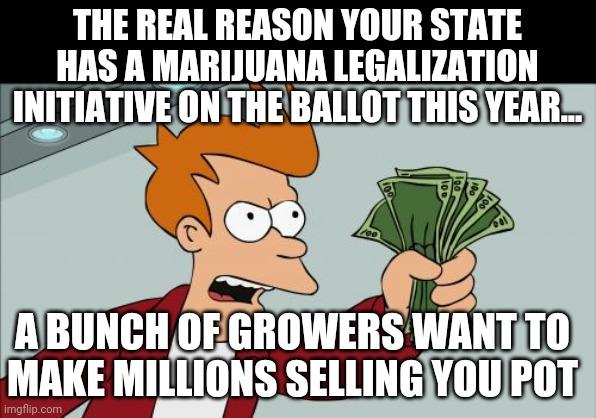 THE REAL REASON YOUR STATE
HAS A MARIJUANA LEGALIZATION
INITIATIVE ON THE BALLOT THIS YEAR...
100
A BUNCH OF GROWERS WANT TO
MAKE MILLIONS SELLING YOU POT
imgflip.com